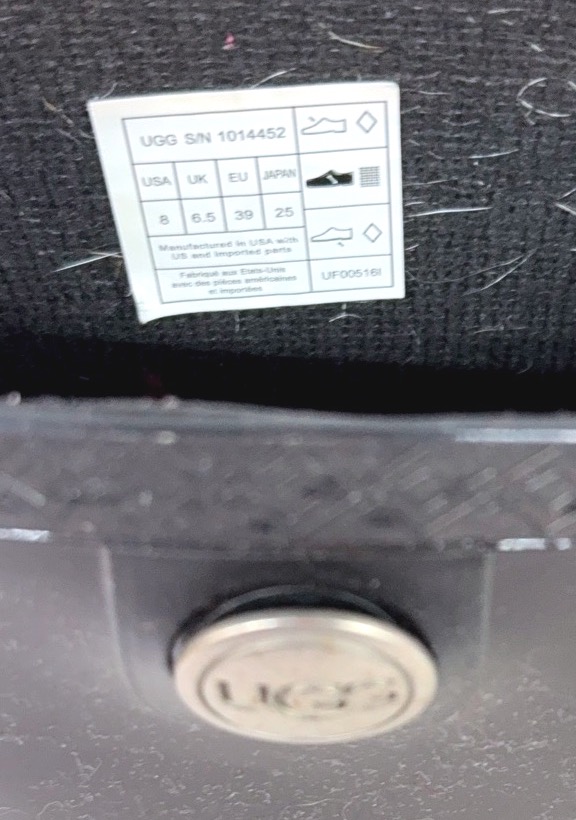 UGG S/N 1014452
USA UK EU JAPAN
8 6.5 39 25
Manufactured in USA with
US and imported parts
Fabriqué aux Etats-Unis
avec des pièces américaines
et importées
UF00516I
UGG